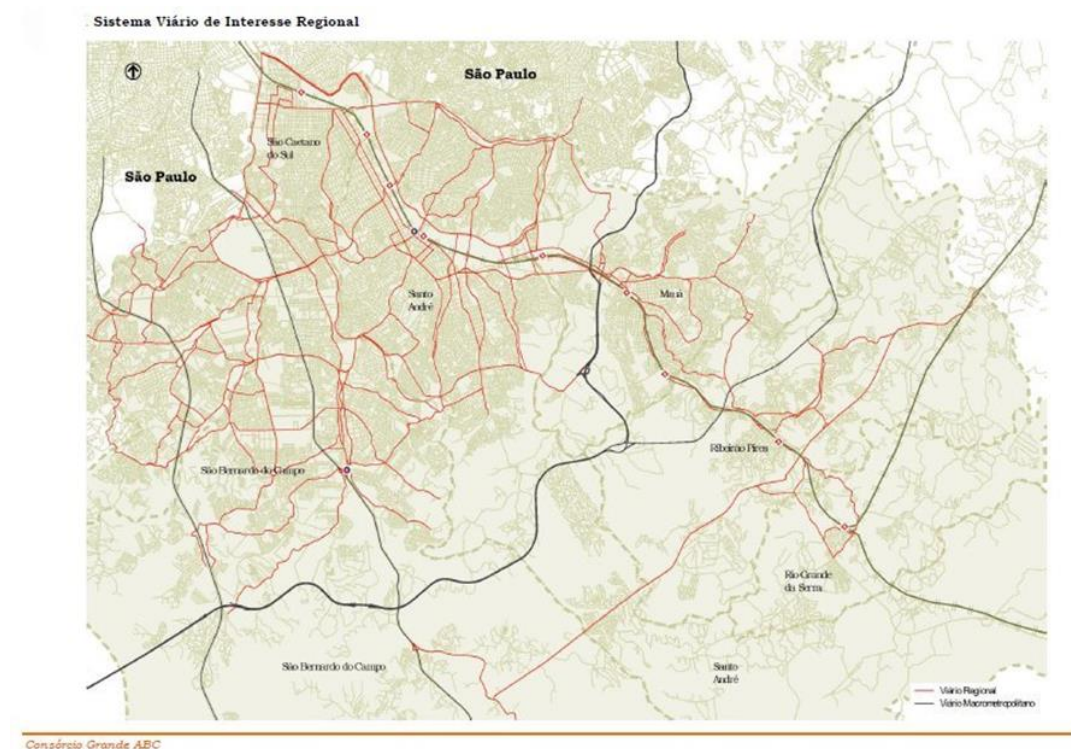 Sistema Viário de Interesse Regional
São Paulo
São Caetano
do Sul
São Paulo
Santo
André
Mauá
Ribeirão Pires
São Bernardo do Campo
Rio Grande
da Serra
São Bernardo do Campo
Santo
André
Viário Regional
Viário Macrometropolitano
Consórcio Grande ABC